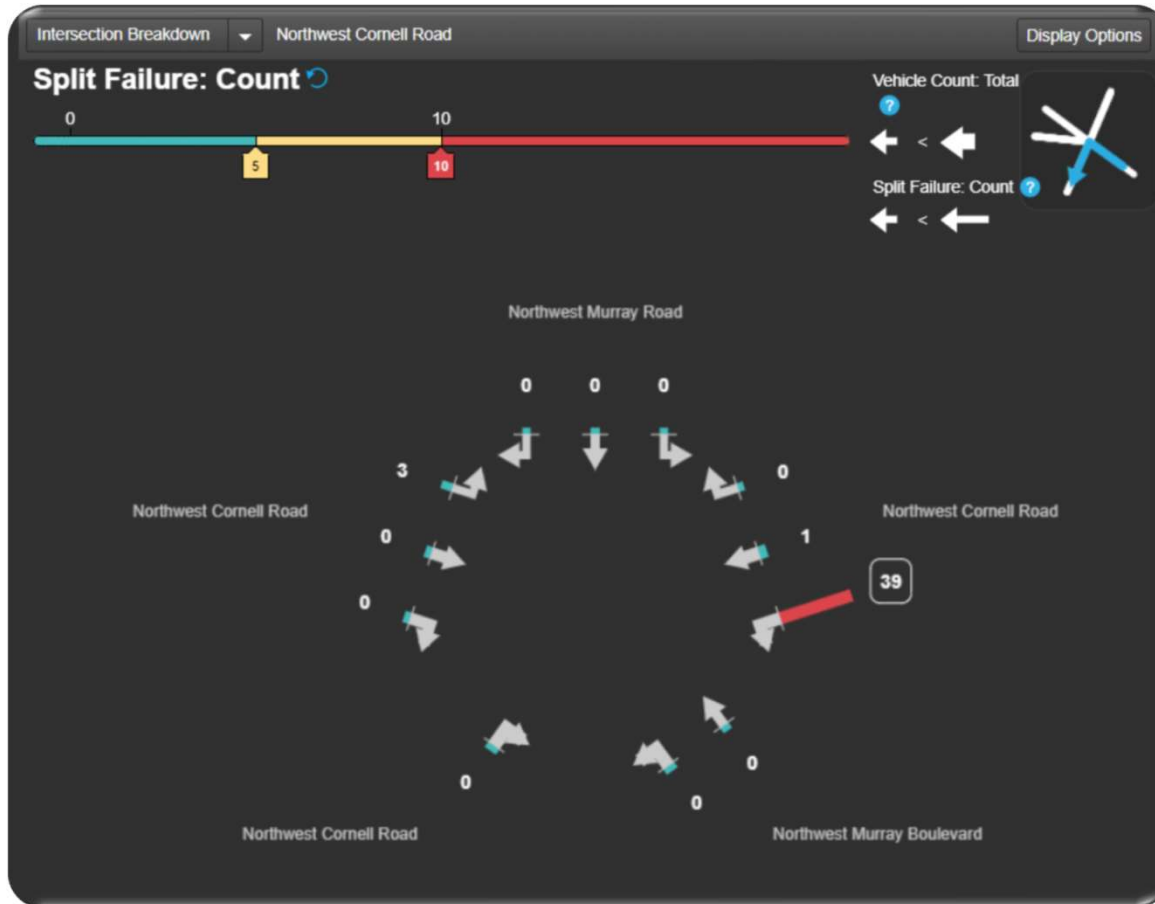 Intersection Breakdown
Northwest Cornell Road
Display Options
Split Failure: Count
Vehicle Count: Total
?
0
10
5
10
<
Split Failure: Count ?
<
Northwest Murray Road
0 0 0
3
0
Northwest Cornell Road
Northwest Cornell Road
0
1
39
0
0
0
0
Northwest Cornell Road
Northwest Murray Boulevard